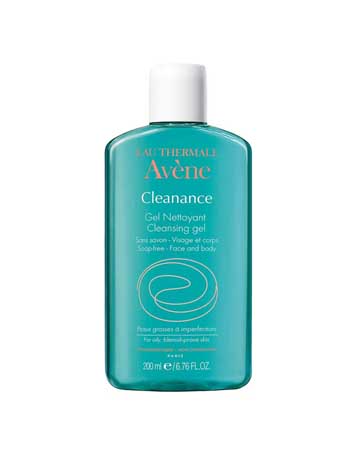 EAU THERMALE
Avène
Cleanance
Gel Nettoyant
Cleansing gel
Sans savon - Visage et corps
Soap-free - Face and body
Peaux grasses à imperfections
For oily, blemish-prone skin
PARIS
200 ml e / 6.76 FL.OZ.